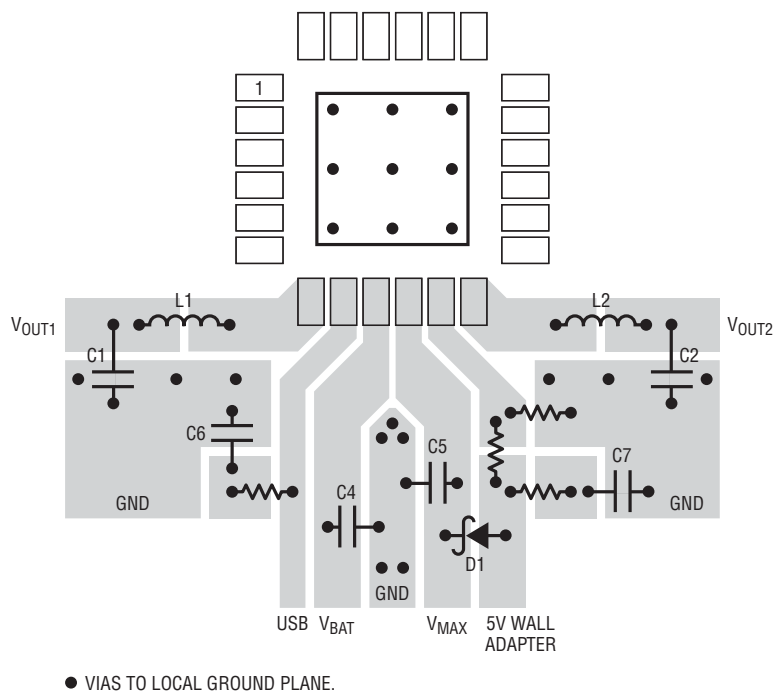 1
L1
L2
VOUT1
VOUT2
C1
C2
C6
C5
C7
C4
GND
GND
D1
GND
USB
VBAT
VMAX
5V WALL
ADAPTER
VIAS TO LOCAL GROUND PLANE.